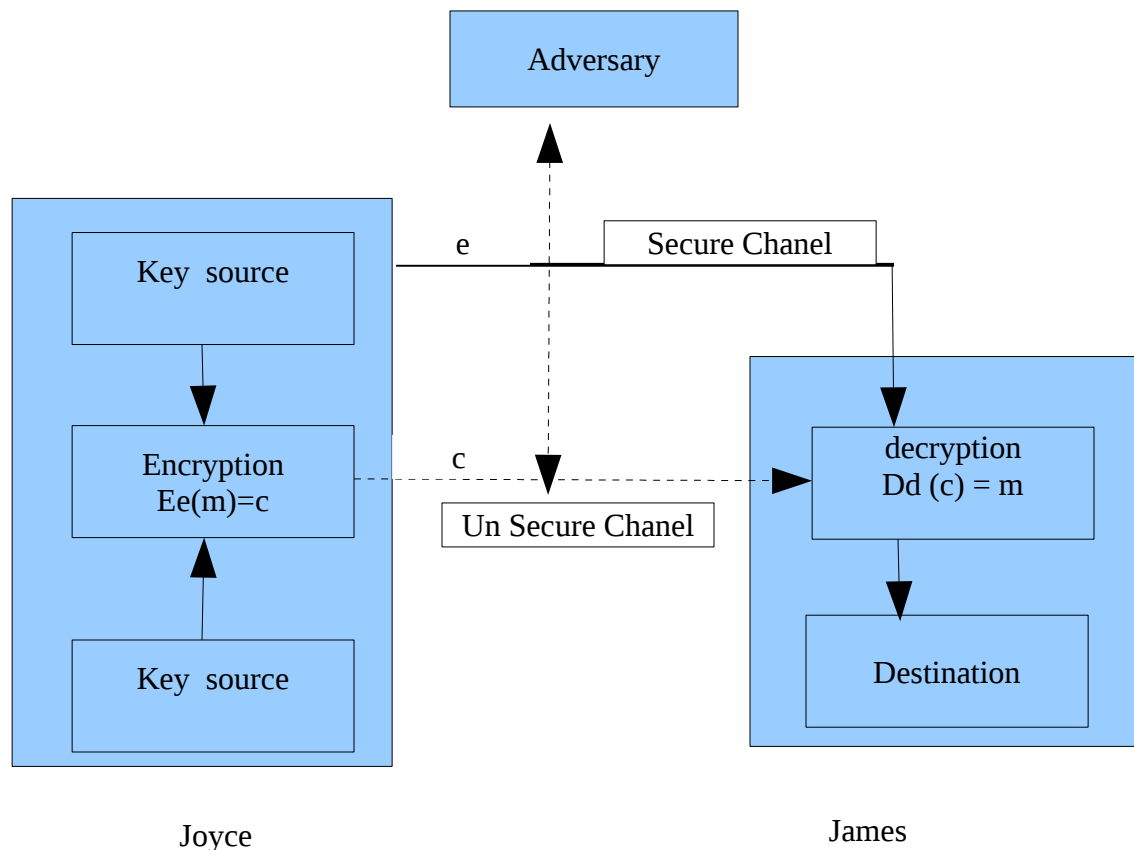 Adversary
e
Secure Chanel
Key source
Encryption
Ee(m)=c
c
Un Secure Chanel
decryption
Dd (c) = m
Key source
Destination
Joyce
James